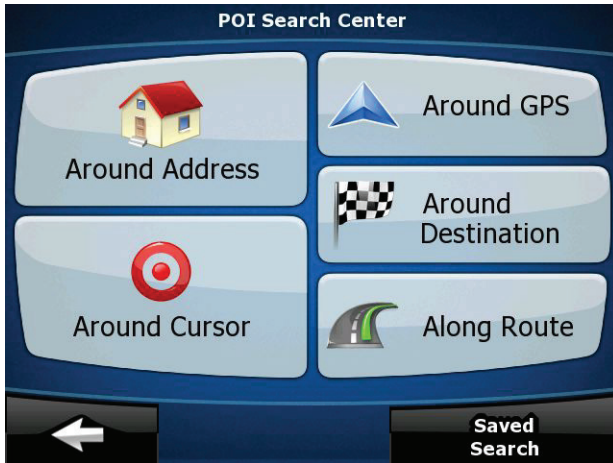 POI Search Center
Around Address
Around GPS
Around
Destination
Around Cursor
Along Route
Saved
Search